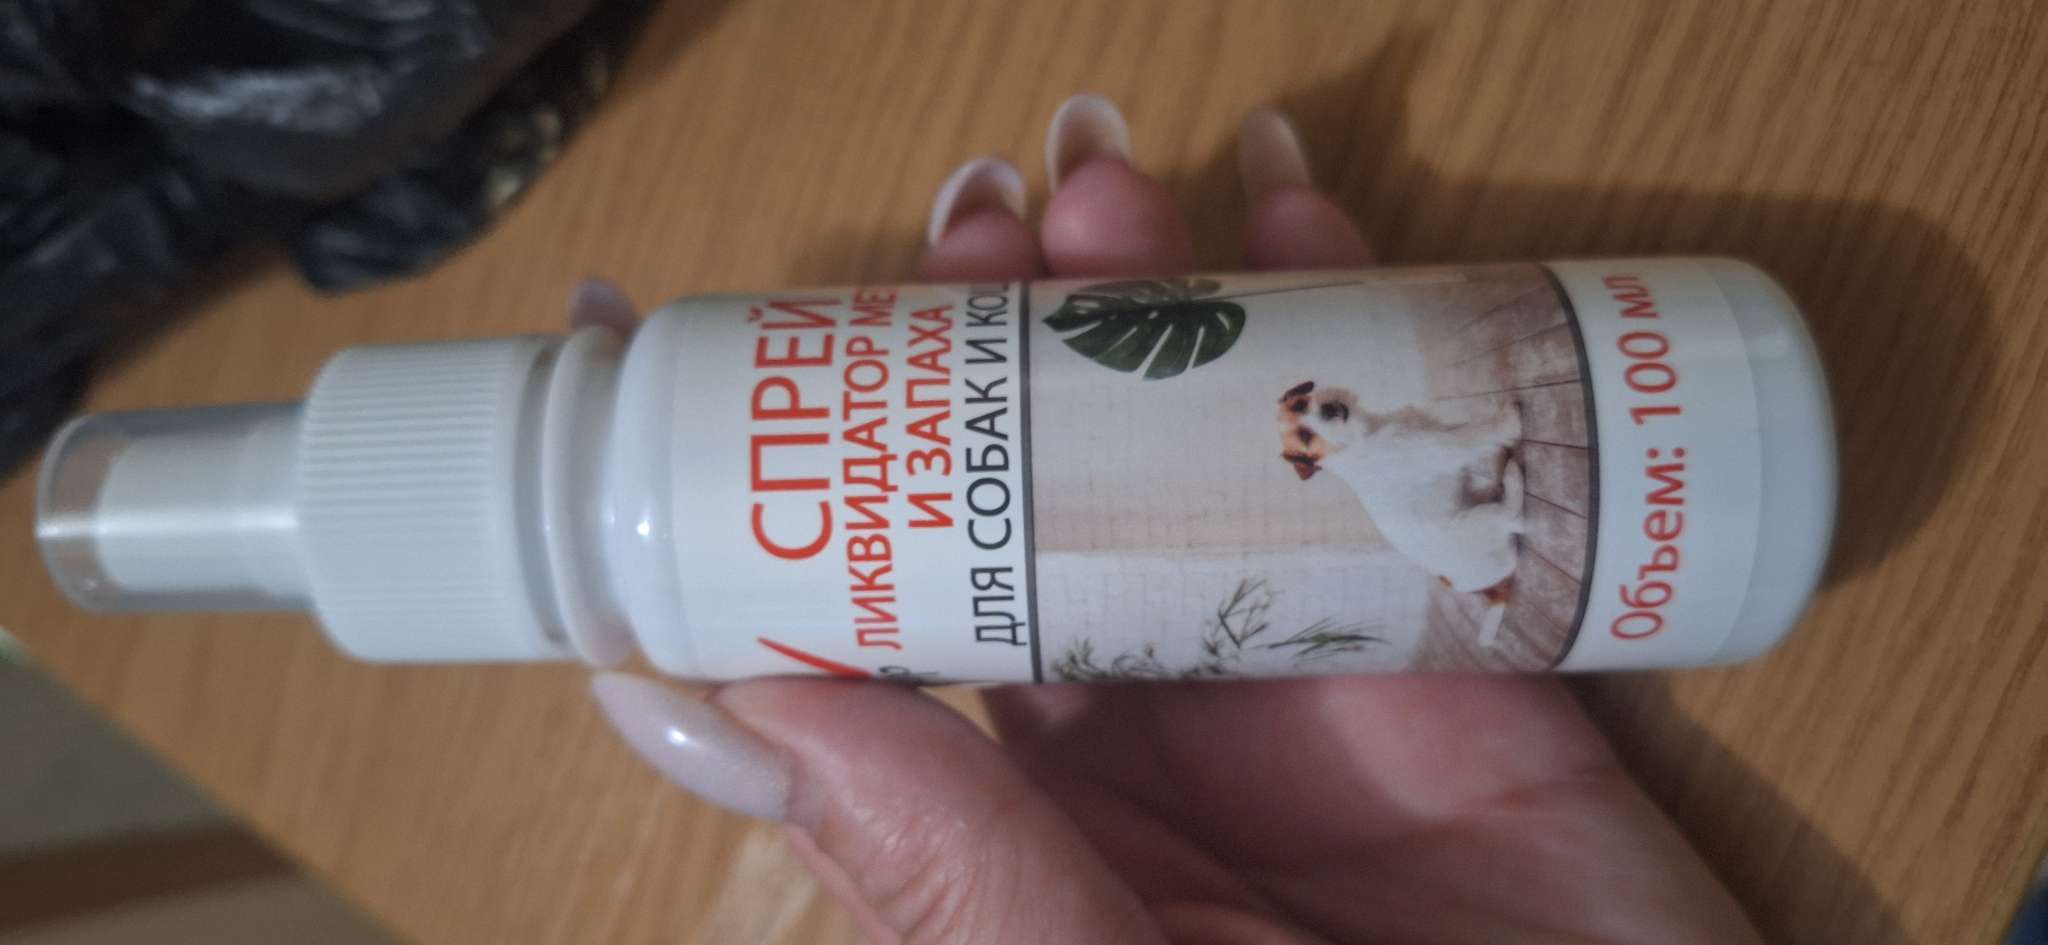 СПРЕЙ
ЛИКВИДАТОР
И ЗАПАХА
ДЛЯ СОБАК И
Объем: 100 мл